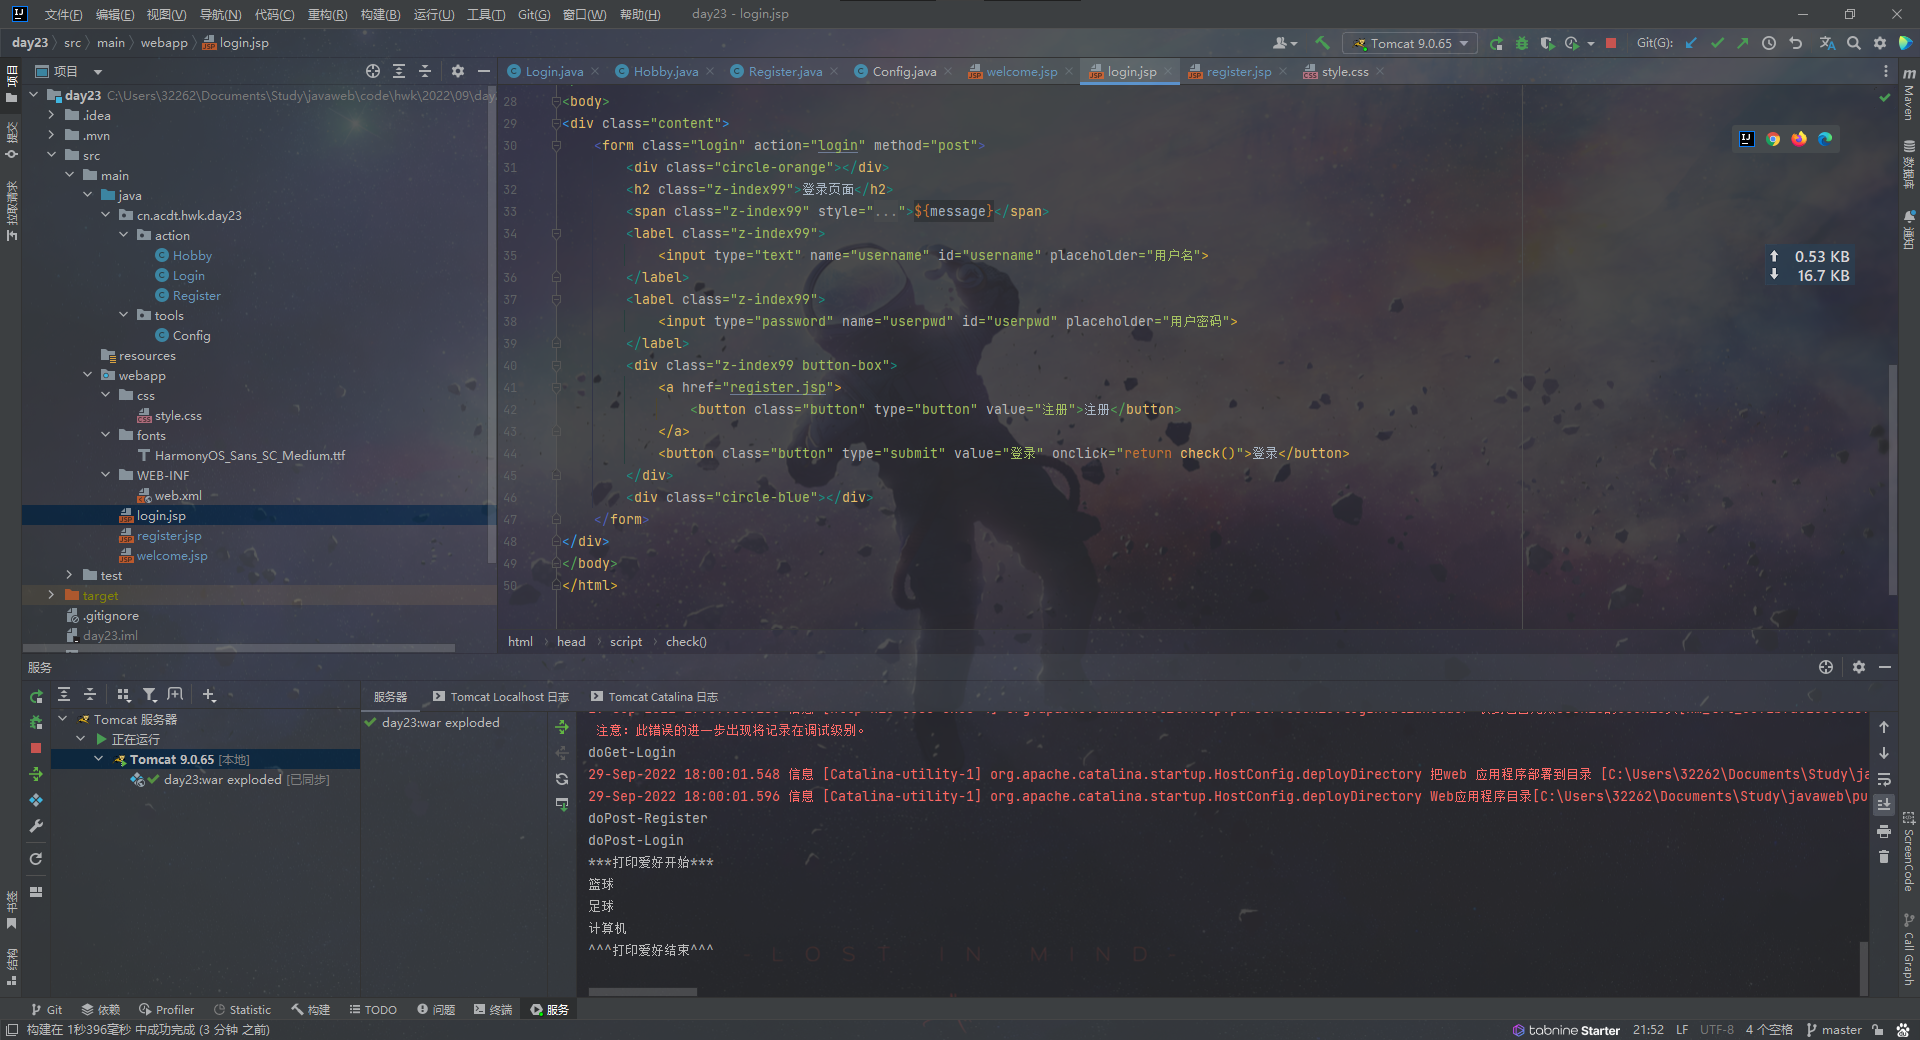 文件(F) 编辑(E) 视图(V) 导航(N) 代码(C) 重构(R) 构建(B) 运行(U) 工具(T) Git(G) 窗口(W) 帮助(H) day23 - login.jsp
day23 src main webapp login.jsp
Tomcat 9.0.65 Git(G):
项目
Login.java Hobby.java Register.java Config.java welcome.jsp login.jsp register.jsp style.css
项目
提交
拉取请求
day23 C:\Users\32262\Documents\Study\javaweb\code\hwk\2022\09\day
.idea
.mvn
src
main
java
cn.acdt.hwk.day23
action
Hobby
Login
Register
tools
Config
resources
webapp
css
style.css
fonts
HarmonyOS_Sans_SC_Medium.ttf
WEB-INF
web.xml
login.jsp
register.jsp
welcome.jsp
test
target
.gitignore
day23.iml
28 <body>
29 <div class="content">
30 <form class="login" action="login" method="post">
31 <div class="circle-orange"></div>
32 <h2 class="z-index99">登录页面</h2>
33 <span class="z-index99" style="...">${message}</span>
34 <label class="z-index99">
35 <input type="text" name="username" id="username" placeholder="用户名">
36 </label>
37 <label class="z-index99">
38 <input type="password" name="userpwd" id="userpwd" placeholder="用户密码">
39 </label>
40 <div class="z-index99 button-box">
41 <a href="register.jsp">
42 <button class="button" type="button" value="注册">注册</button>
43 </a>
44 <button class="button" type="submit" value="登录" onclick="return check()">登录</button>
45 </div>
46 <div class="circle-blue"></div>
47 </form>
48 </div>
49 </body>
50 </html>
html head script check()
0.53 KB
16.7 KB
Maven
数据库
通知
服务
服务器 Tomcat Localhost 日志 Tomcat Catalina 日志
Tomcat 服务器
正在运行
Tomcat 9.0.65 [本地]
day23:war exploded [已同步]
day23:war exploded
注意: 此错误的进一步出现将记录在调试级别。
doGet-Login
29-Sep-2022 18:00:01.548 信息 [Catalina-utility-1] org.apache.catalina.startup.HostConfig.deployDirectory 把web 应用程序部署到目录 [C:\Users\32262\Documents\Study\ja
29-Sep-2022 18:00:01.596 信息 [Catalina-utility-1] org.apache.catalina.startup.HostConfig.deployDirectory Web应用程序目录[C:\Users\32262\Documents\Study\javaweb\pu
doPost-Register
doPost-Login
***打印爱好开始***
篮球
足球
计算机
^^^打印爱好结束^^^
LOST IN MIND
ScreenCode
Call Graph
书签
结构
Git 依赖 Profiler Statistic 构建 TODO 问题 终端 服务
构建在 1秒396毫秒 中成功完成 (3 分钟 之前)
tabnine Starter 21:52 LF UTF-8 4 个空格 master